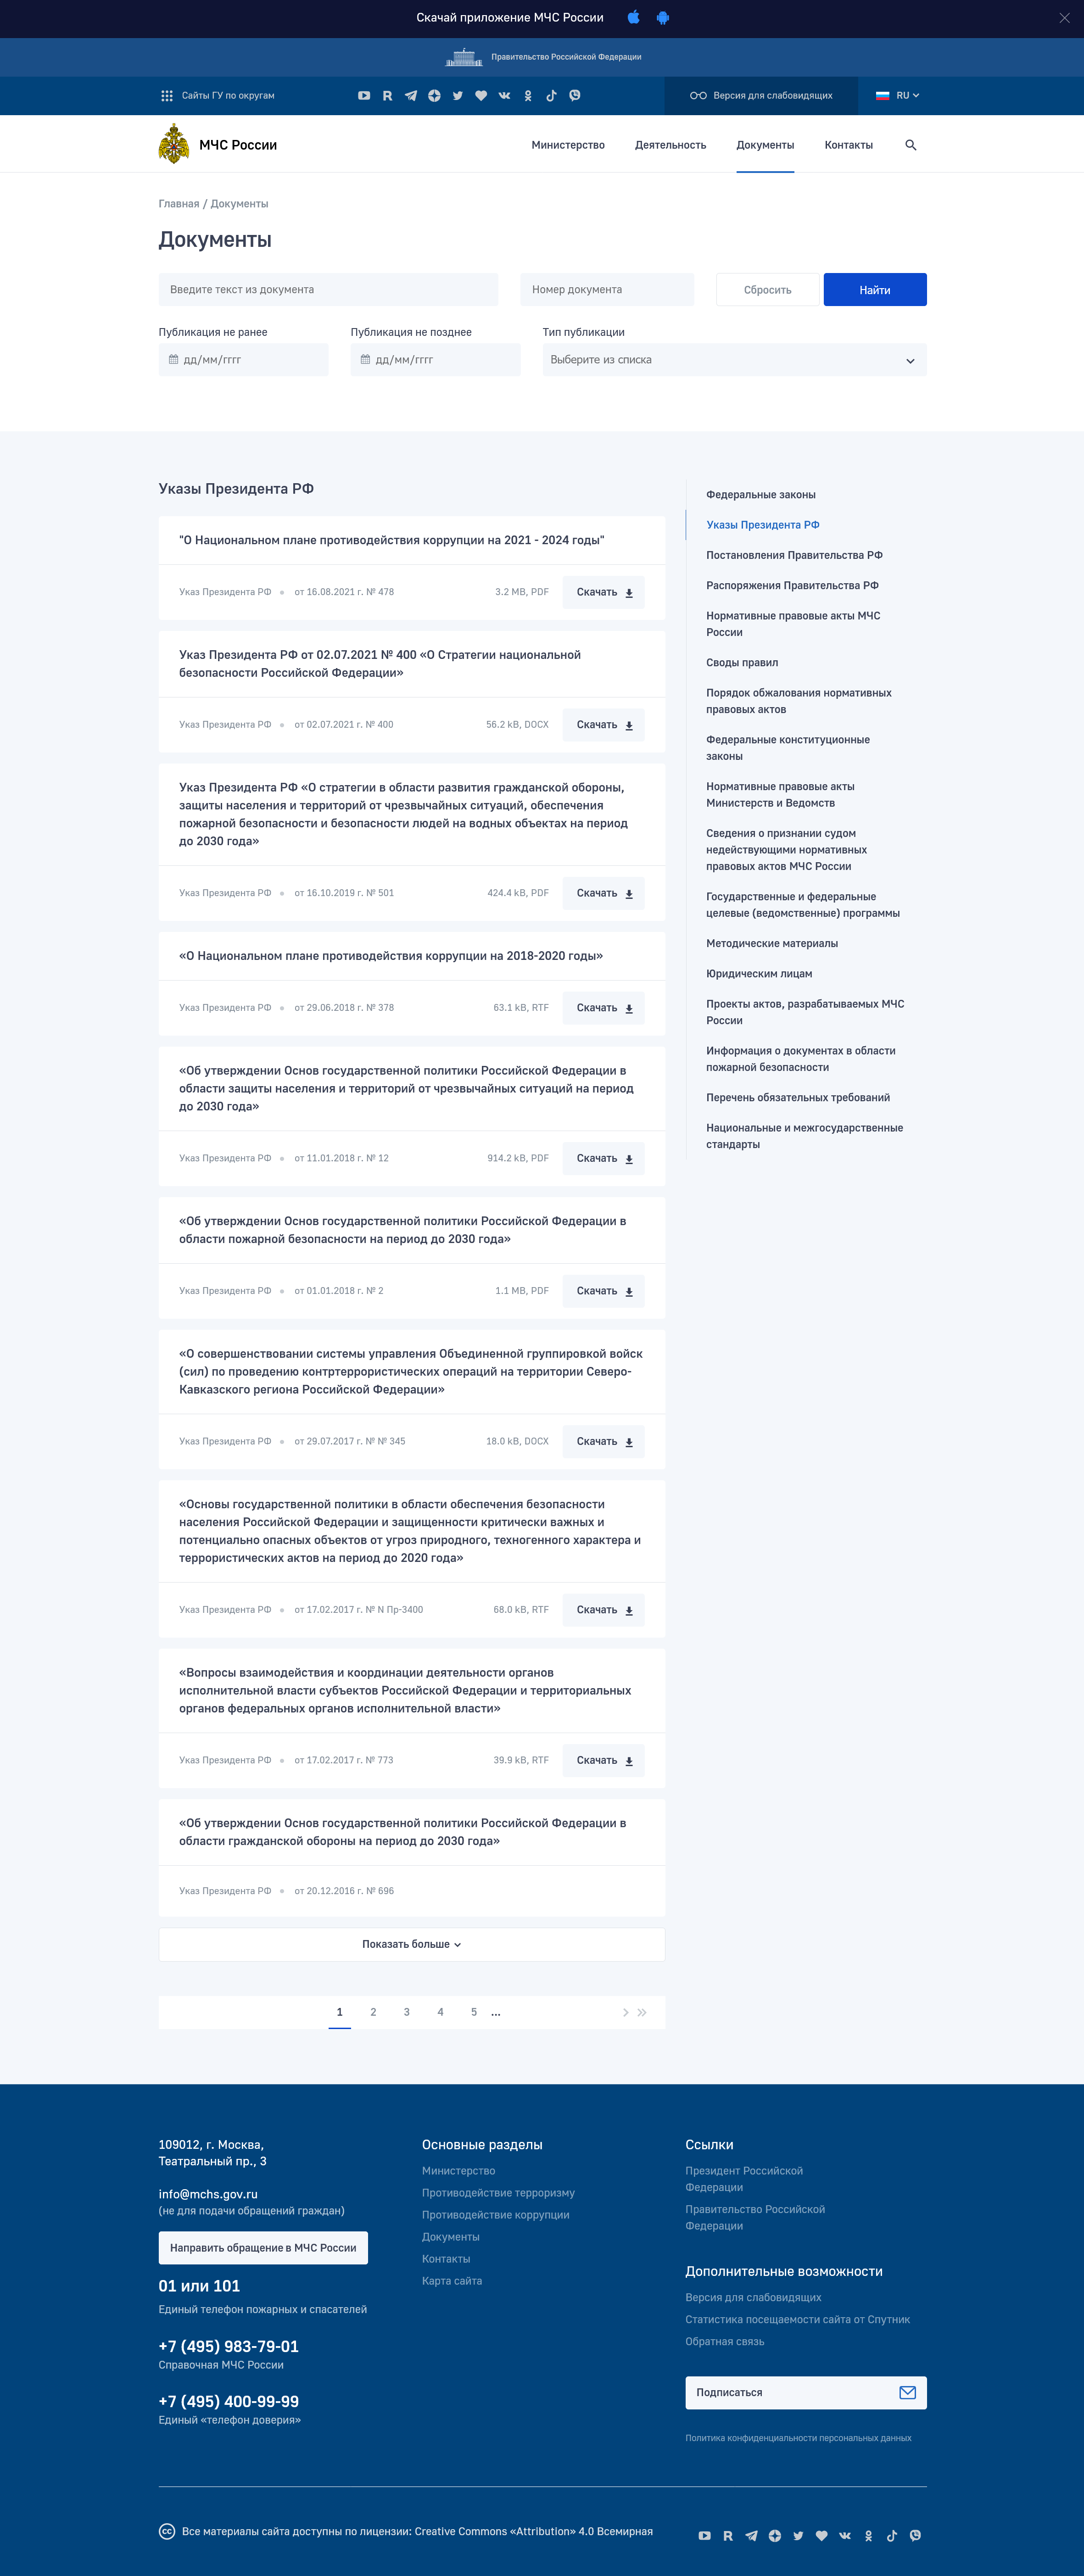 Скачай приложение МЧС России
Правительство Российской Федерации
Сайты ГУ по округам
Версия для слабовидящих
RU
МЧС России
Министерство
Деятельность
Документы
Контакты
Главная / Документы
Документы
Введите текст из документа
Номер документа
Сбросить
Найти
Публикация не ранее
Публикация не позднее
Тип публикации
дд/мм/гггг
дд/мм/гггг
Выберите из списка
Указы Президента РФ
"О Национальном плане противодействия коррупции на 2021 - 2024 годы"
Указ Президента РФ
от 16.08.2021 г. № 478
3.2 MB, PDF
Скачать
Указ Президента РФ от 02.07.2021 № 400 «О Стратегии национальной
безопасности Российской Федерации»
Указ Президента РФ
от 02.07.2021 г. № 400
56.2 kB, DOCX
Скачать
Указ Президента РФ «О стратегии в области развития гражданской обороны,
защиты населения и территорий от чрезвычайных ситуаций, обеспечения
пожарной безопасности и безопасности людей на водных объектах на период
до 2030 года»
Указ Президента РФ
от 16.10.2019 г. № 501
424.4 kB, PDF
Скачать
«О Национальном плане противодействия коррупции на 2018-2020 годы»
Указ Президента РФ
от 29.06.2018 г. № 378
63.1 kB, RTF
Скачать
«Об утверждении Основ государственной политики Российской Федерации в
области защиты населения и территорий от чрезвычайных ситуаций на период
до 2030 года»
Указ Президента РФ
от 11.01.2018 г. № 12
914.2 kB, PDF
Скачать
«Об утверждении Основ государственной политики Российской Федерации в
области пожарной безопасности на период до 2030 года»
Указ Президента РФ
от 01.01.2018 г. № 2
1.1 MB, PDF
Скачать
«О совершенствовании системы управления Объединенной группировкой войск
(сил) по проведению контртеррористических операций на территории Северо-
Кавказского региона Российской Федерации»
Указ Президента РФ
от 29.07.2017 г. № № 345
18.0 kB, DOCX
Скачать
«Основы государственной политики в области обеспечения безопасности
населения Российской Федерации и защищенности критически важных и
потенциально опасных объектов от угроз природного, техногенного характера и
террористических актов на период до 2020 года»
Указ Президента РФ
от 17.02.2017 г. № N Пр-3400
68.0 kB, RTF
Скачать
«Вопросы взаимодействия и координации деятельности органов
исполнительной власти субъектов Российской Федерации и территориальных
органов федеральных органов исполнительной власти»
Указ Президента РФ
от 17.02.2017 г. № 773
39.9 kB, RTF
Скачать
«Об утверждении Основ государственной политики Российской Федерации в
области гражданской обороны на период до 2030 года»
Указ Президента РФ
от 20.12.2016 г. № 696
Показать больше
1
2
3
4
5
...
Федеральные законы
Указы Президента РФ
Постановления Правительства РФ
Распоряжения Правительства РФ
Нормативные правовые акты МЧС
России
Своды правил
Порядок обжалования нормативных
правовых актов
Федеральные конституционные
законы
Нормативные правовые акты
Министерств и Ведомств
Сведения о признании судом
недействующими нормативных
правовых актов МЧС России
Государственные и федеральные
целевые (ведомственные) программы
Методические материалы
Юридическим лицам
Проекты актов, разрабатываемых МЧС
России
Информация о документах в области
пожарной безопасности
Перечень обязательных требований
Национальные и межгосударственные
стандарты
109012, г. Москва,
Театральный пр., 3
info@mchs.gov.ru
(не для подачи обращений граждан)
Направить обращение в МЧС России
01 или 101
Единый телефон пожарных и спасателей
+7 (495) 983-79-01
Справочная МЧС России
+7 (495) 400-99-99
Единый «телефон доверия»
Основные разделы
Министерство
Противодействие терроризму
Противодействие коррупции
Документы
Контакты
Карта сайта
Ссылки
Президент Российской
Федерации
Правительство Российской
Федерации
Дополнительные возможности
Версия для слабовидящих
Статистика посещаемости сайта от Спутник
Обратная связь
Подписаться
Политика конфиденциальности персональных данных
Все материалы сайта доступны по лицензии: Creative Commons «Attribution» 4.0 Всемирная